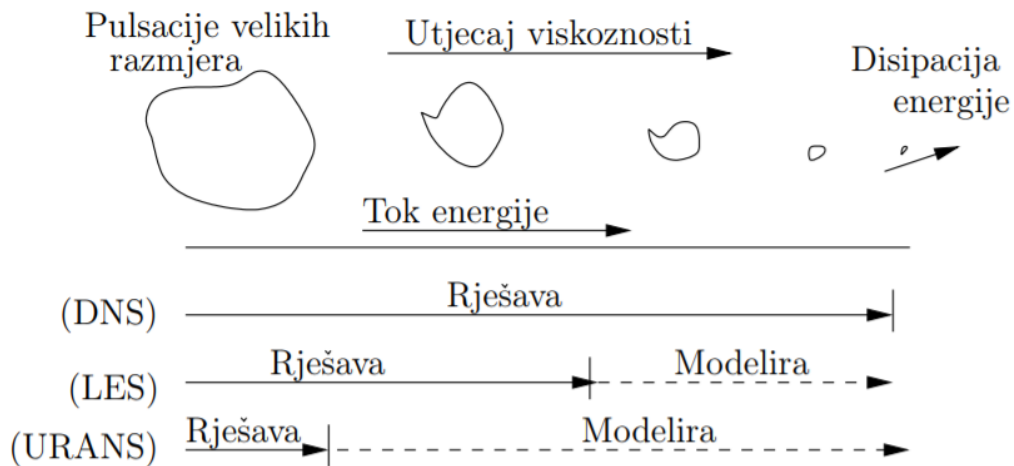 Pulsacije velikih
razmjera
Utjecaj viskoznosti
Disipacija
energije
Tok energije
(DNS) Rješava
(LES) Rješava Modelira
(URANS) Rješava Modelira